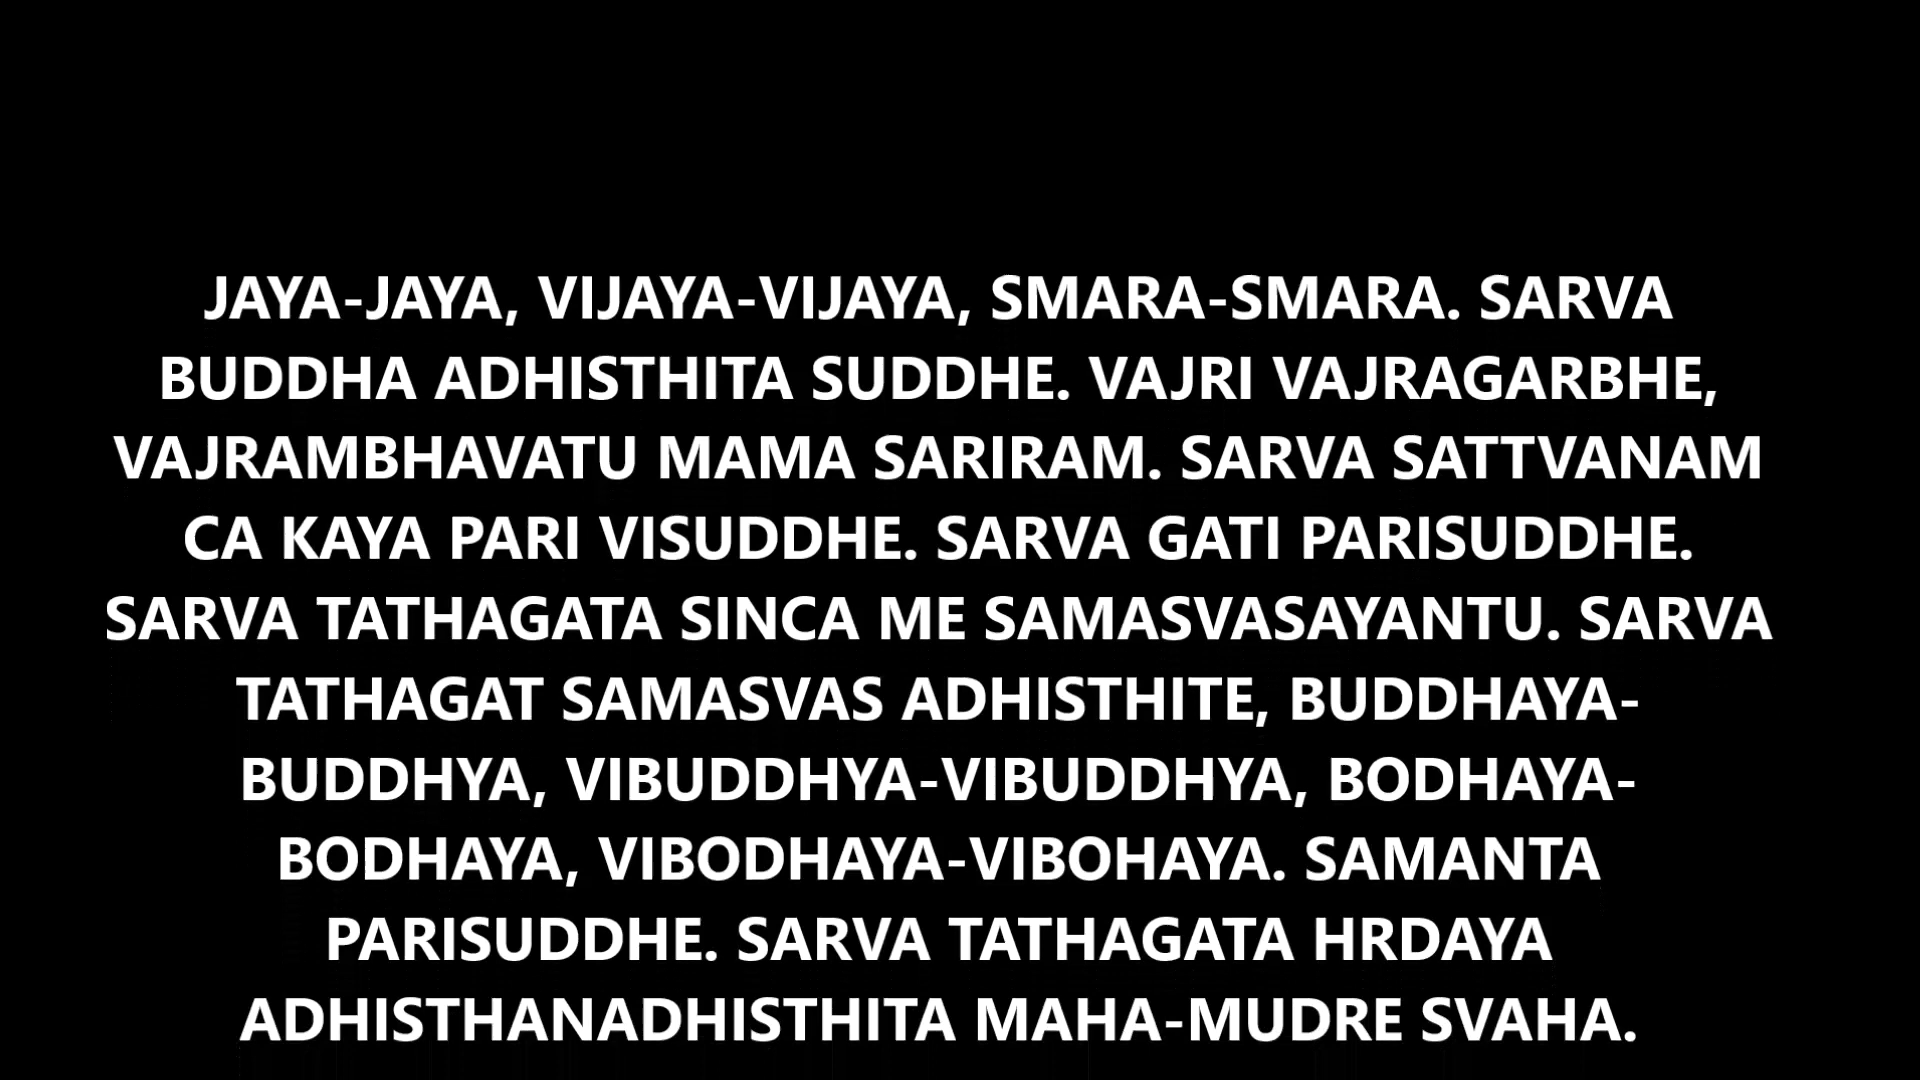 JAYA-JAYA, VIJAYA-VIJAYA, SMARA-SMARA. SARVA
BUDDHA ADHISTHITA SUDDHE. VAJRI VAJRAGARBHE,
VAJRAMBHAVATU MAMA SARIRAM. SARVA SATTVANAM
CA KAYA PARI VISUDDHE. SARVA GATI PARISUDDHE.
SARVA TATHAGATA SINCA ME SAMASVASAYANTU. SARVA
TATHAGAT SAMASVAS ADHISTHITE, BUDDHAYA-
BUDDHYA, VIBUDDHYA-VIBUDDHYA, BODHAYA-
BODHAYA, VIBODHAYA-VIBOHAYA. SAMANTA
PARISUDDHE. SARVA TATHAGATA HRDAYA
ADHISTHANADHISTHITA MAHA-MUDRE SVAHA.